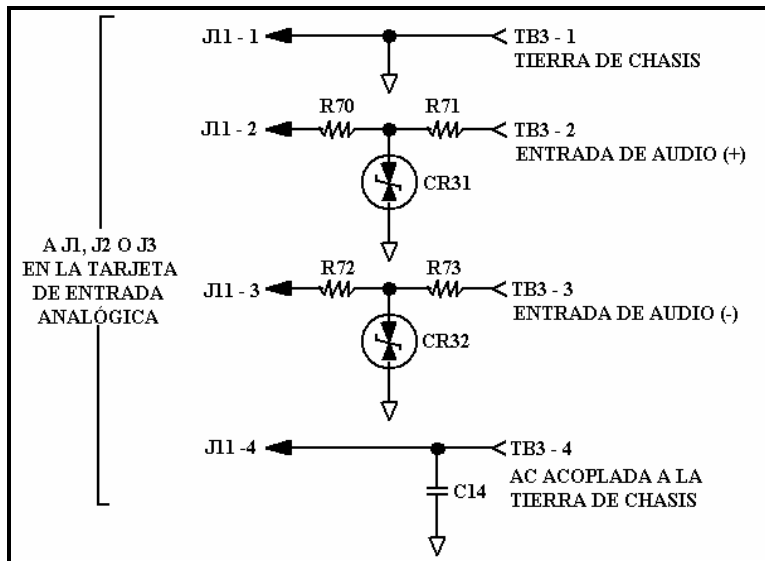 J11 - 1
TB3 - 1
TIERRA DE CHASIS
R70
R71
J11 - 2
TB3 - 2
ENTRADA DE AUDIO (+)
CR31
A J1, J2 O J3
EN LA TARJETA
DE ENTRADA
ANALÓGICA
R72
R73
J11 - 3
TB3 - 3
ENTRADA DE AUDIO (-)
CR32
J11 -4
TB3 - 4
AC ACOPLADA A LA
TIERRA DE CHASIS
C14